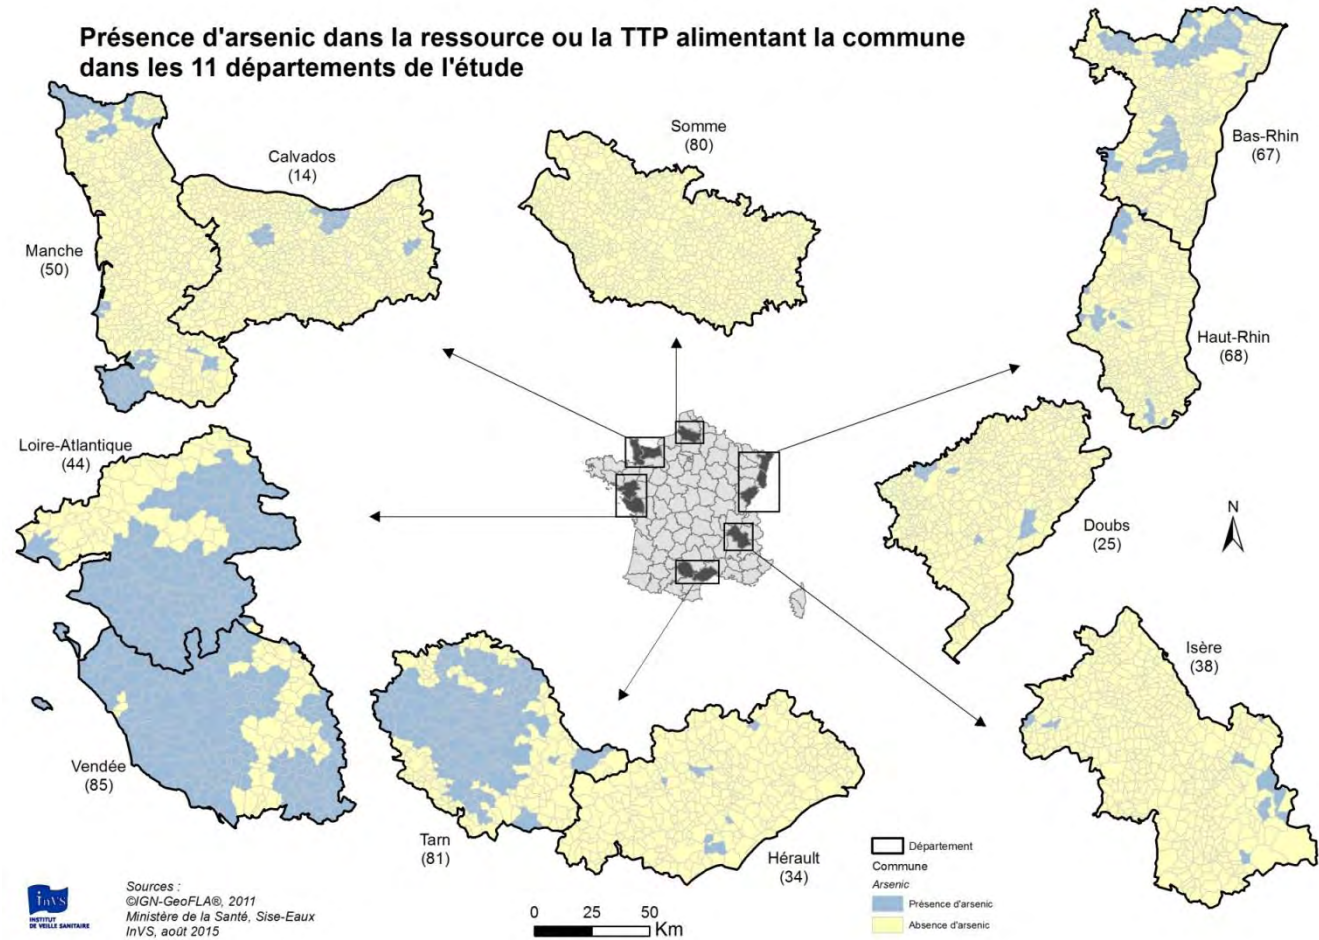 Présence d'arsenic dans la ressource ou la TTP alimentant la commune
dans les 11 départements de l'étude
Somme
(80)
Calvados
(14)
Bas-Rhin
(67)
Manche
(50)
Haut-Rhin
(68)
Loire-Atlantique
(44)
N
Doubs
(25)
Isère
(38)
Vendée
(85)
Tarn
(81)
Hérault
(34)
Département
Commune
Arsenic
Présence d'arsenic
Absence d'arsenic
InVS
INSTITUT
DE VEILLE SANITAIRE
Sources :
©IGN-GeoFLA®, 2011
Ministère de la Santé, Sise-Eaux
InVS, août 2015
0 25 50
Km